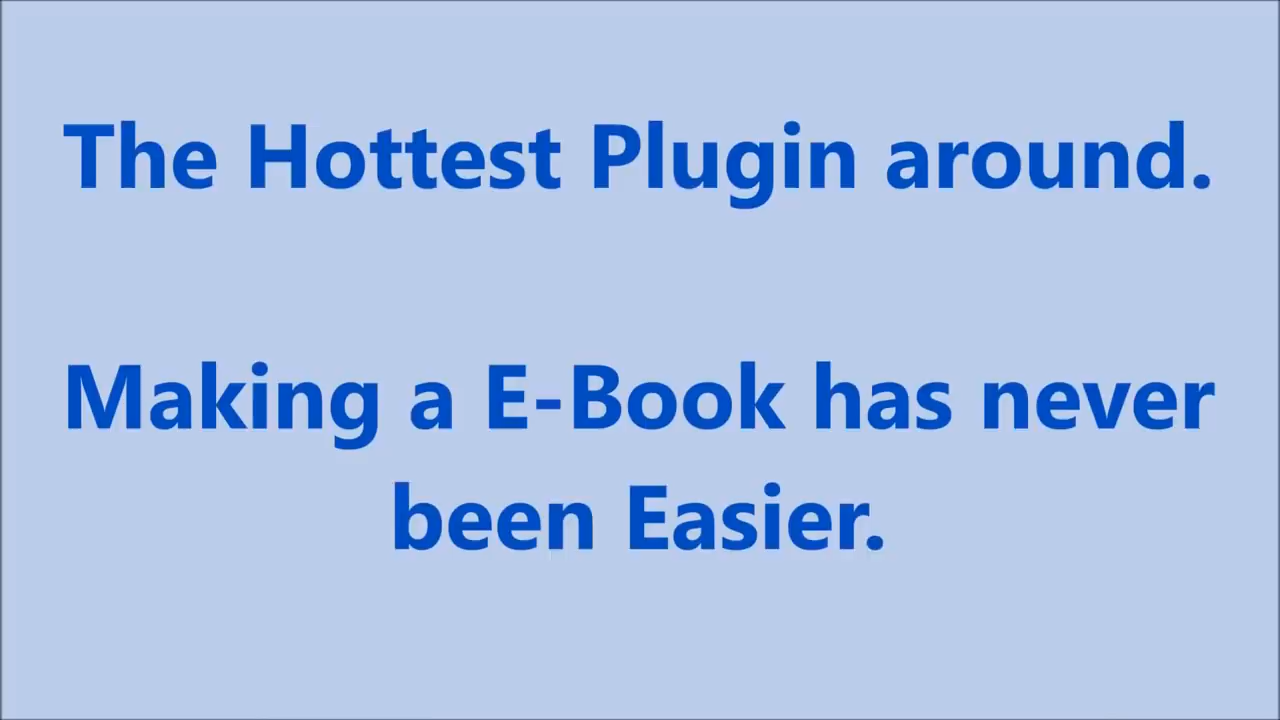 The Hottest Plugin around.
Making a E-Book has never
been Easier.